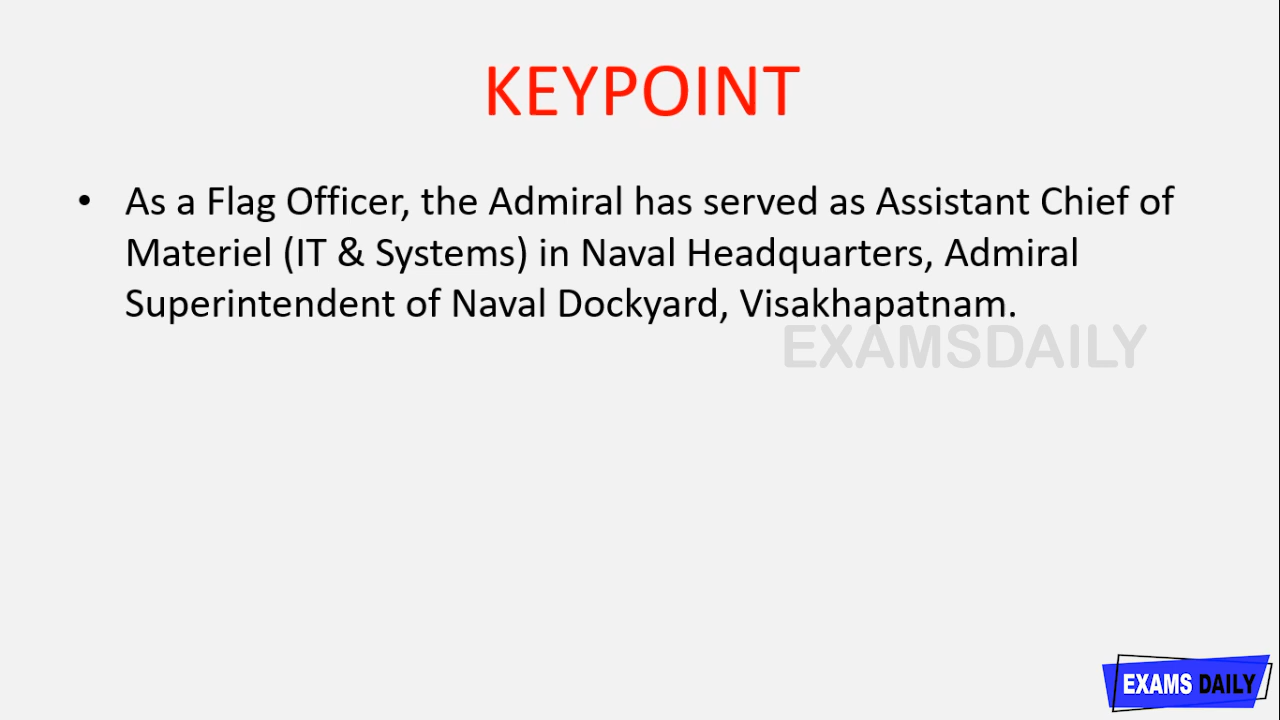 KEYPOINT
• As a Flag Officer, the Admiral has served as Assistant Chief of
Materiel (IT & Systems) in Naval Headquarters, Admiral
Superintendent of Naval Dockyard, Visakhapatnam.
EXAMSDAILY
EXAMS DAILY